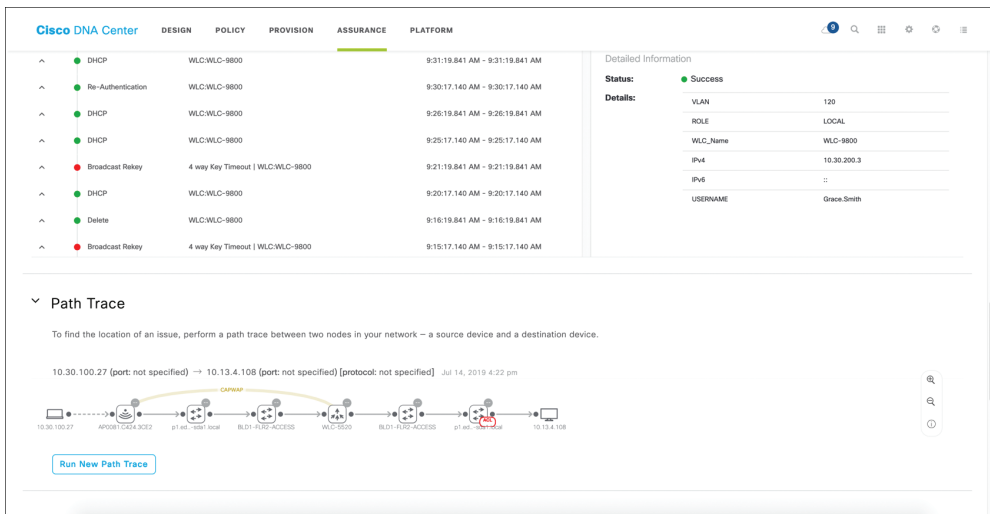 Cisco DNA Center DESIGN POLICY PROVISION ASSURANCE PLATFORM 9
DHCP WLC:WLC-9800 9:31:19.841 AM - 9:31:19.841 AM
Re-Authentication WLC:WLC-9800 9:30:17.140 AM - 9:30:17.140 AM
DHCP WLC:WLC-9800 9:26:19.841 AM - 9:26:19.841 AM
DHCP WLC:WLC-9800 9:25:17.140 AM - 9:25:17.140 AM
Broadcast Rekey 4 way Key Timeout | WLC:WLC-9800 9:21:19.841 AM - 9:21:19.841 AM
DHCP WLC:WLC-9800 9:20:17.140 AM - 9:20:17.140 AM
Delete WLC:WLC-9800 9:16:19.841 AM - 9:16:19.841 AM
Broadcast Rekey 4 way Key Timeout | WLC:WLC-9800 9:15:17.140 AM - 9:15:17.140 AM
Detailed Information
Status: Success
Details:
VLAN 120
ROLE LOCAL
WLC_Name WLC-9800
IPv4 10.30.200.3
IPv6 ::
USERNAME Grace.Smith
Path Trace
To find the location of an issue, perform a path trace between two nodes in your network – a source device and a destination device.
10.30.100.27 (port: not specified) → 10.13.4.108 (port: not specified) [protocol: not specified] Jul 14, 2019 4:22 pm
CAPWAP
ACL
10.30.100.27 AP0081.C424.3CE2 p1.ed...-sda1.local BLD1-FLR2-ACCESS WLC-5520 BLD1-FLR2-ACCESS p1.ed...-sda1.local 10.13.4.108
Run New Path Trace